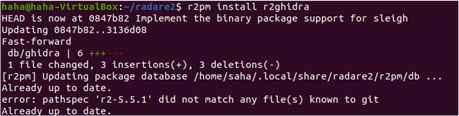 haha@haha-VirtualBox:~/radare2$ r2pm install r2ghidra
HEAD is now at 0847b82 Implement the binary package support for sleigh
Updating 0847b82..3136d08
Fast-forward
 db/ghidra | 6 +++---
 1 file changed, 3 insertions(+), 3 deletions(-)
[r2pm] Updating package database /home/saha/.local/share/radare2/r2pm/db ...
Already up to date.
error: pathspec 'r2-5.5.1' did not match any file(s) known to git
Already up to date.